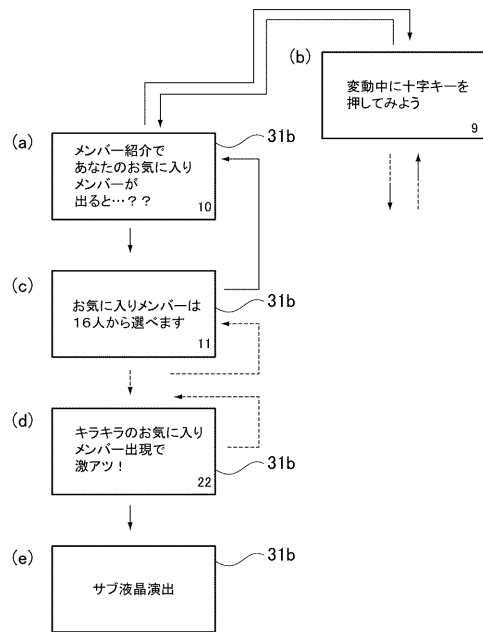 (b)
変動中に十字キーを
押してみよう
9
(a)
31b
メンバー紹介で
あなたのお気に入り
メンバーが
出ると…？？
10
(c)
31b
お気に入りメンバーは
１６人から選べます
11
(d)
キラキラのお気に入り
メンバー出現で
激アツ！
31b
22
(e)
31b
サブ液晶演出